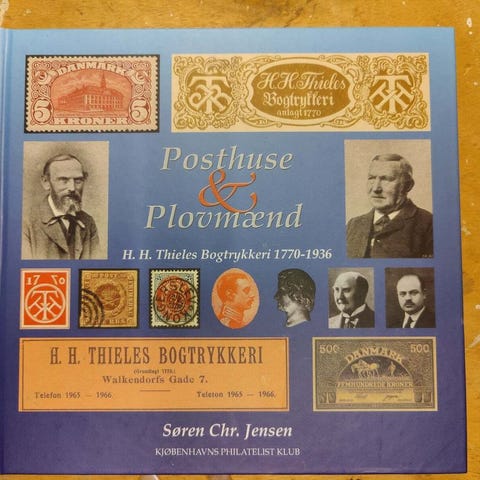 DANMARK
5 5
KRONER
H.H. Thieles
Bogtrykkeri
anlagt 1770
Posthuse
&
Plovmænd
H. H. Thieles Bogtrykkeri 1770-1936
1770
H. H. THIELES BOGTRYKKERI
(Grundlagt 1770.)
Walkendorfs Gade 7.
Telefon 1965 — 1966. Telefon 1965 — 1966.
500 DANMARK 500
FEMHUNDREDE KRONER
Søren Chr. Jensen
KJØBENHAVNS PHILATELIST KLUB